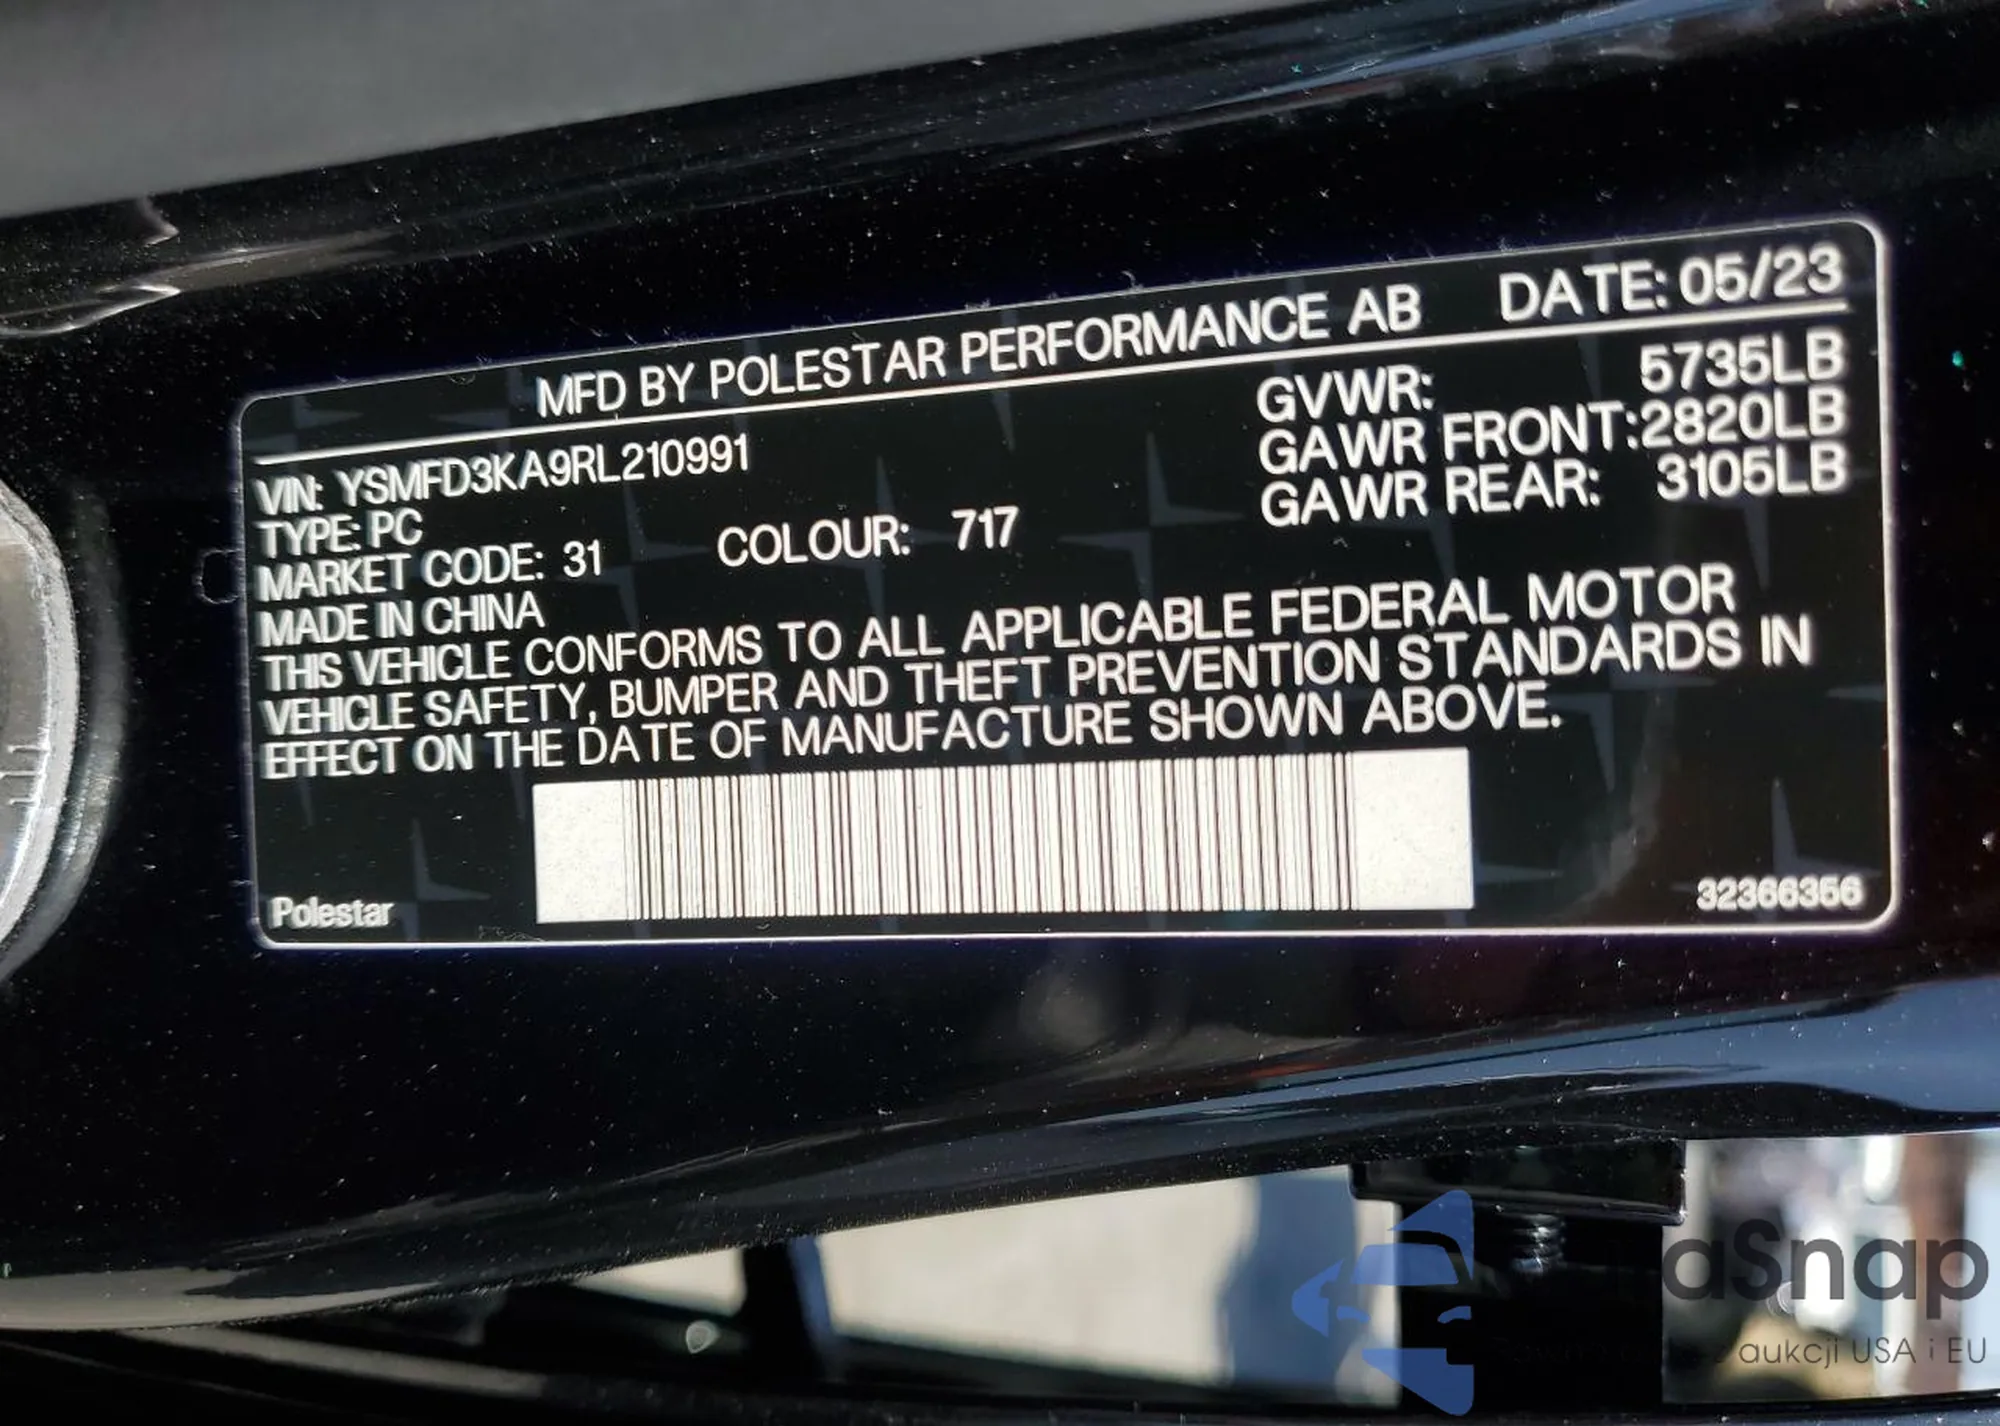 MFD BY POLESTAR PERFORMANCE AB DATE: 05/23
VIN: YSMFD3KA9RL210991
GVWR: 5735LB
GAWR FRONT:2820LB
GAWR REAR: 3105LB
TYPE: PC
MARKET CODE: 31 COLOUR: 717
MADE IN CHINA
THIS VEHICLE CONFORMS TO ALL APPLICABLE FEDERAL MOTOR
VEHICLE SAFETY, BUMPER AND THEFT PREVENTION STANDARDS IN
EFFECT ON THE DATE OF MANUFACTURE SHOWN ABOVE.
Polestar
32366356
aukcji USA i EU